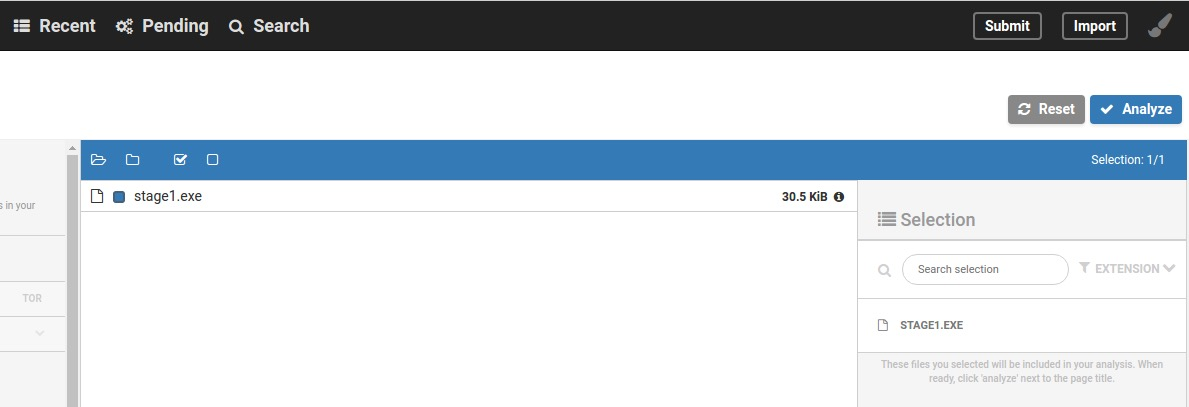 Recent Pending Search Submit Import
Reset Analyze
Selection: 1/1
s in your
stage1.exe 30.5 KiB
Selection
Search selection EXTENSION
TOR
STAGE1.EXE
These files you selected will be included in your analysis. When
ready, click 'analyze' next to the page title.